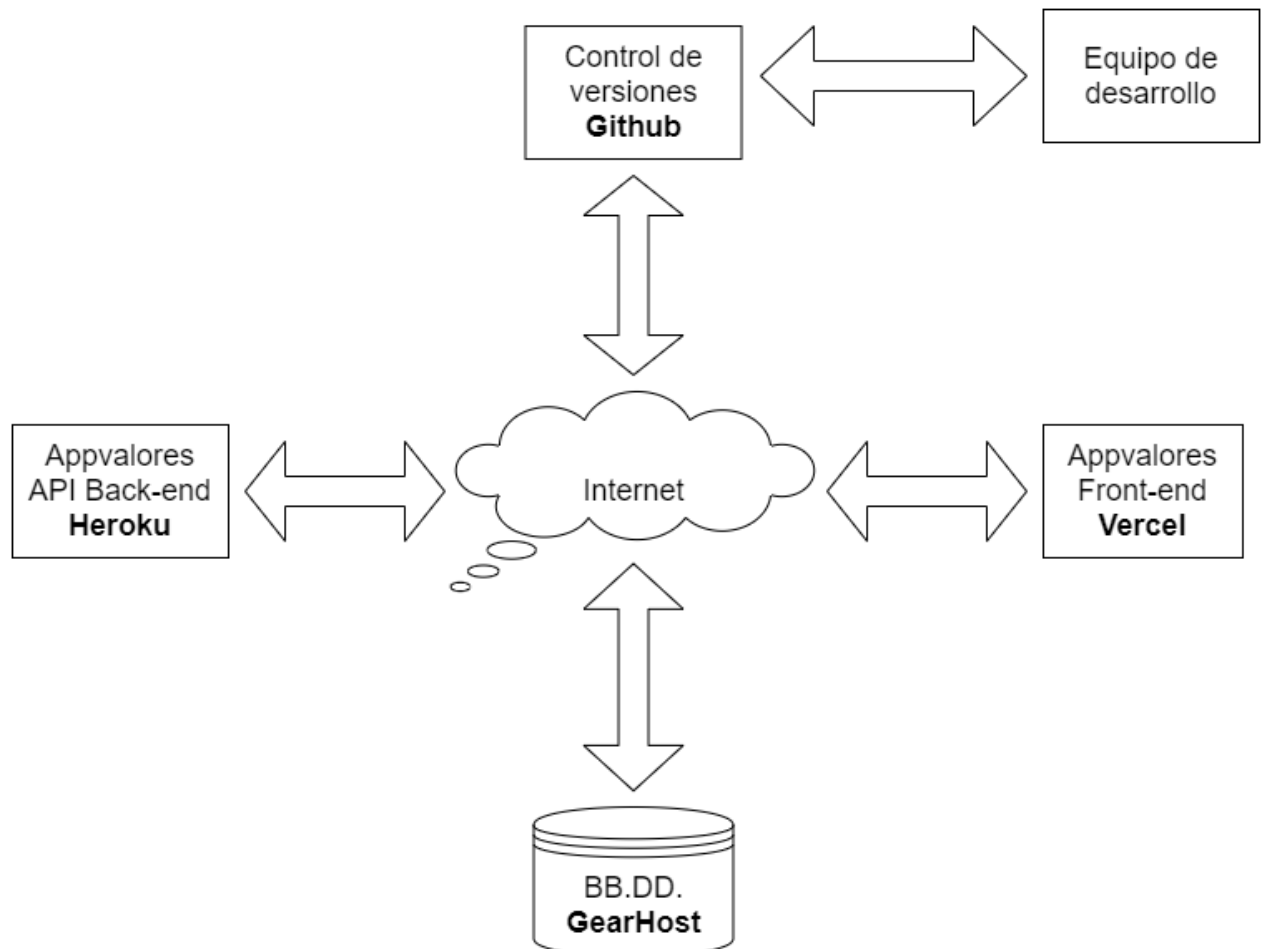 Control de
versiones
Github
Equipo de
desarrollo
Appvalores
API Back-end
Heroku
Internet
Appvalores
Front-end
Vercel
BB.DD.
GearHost